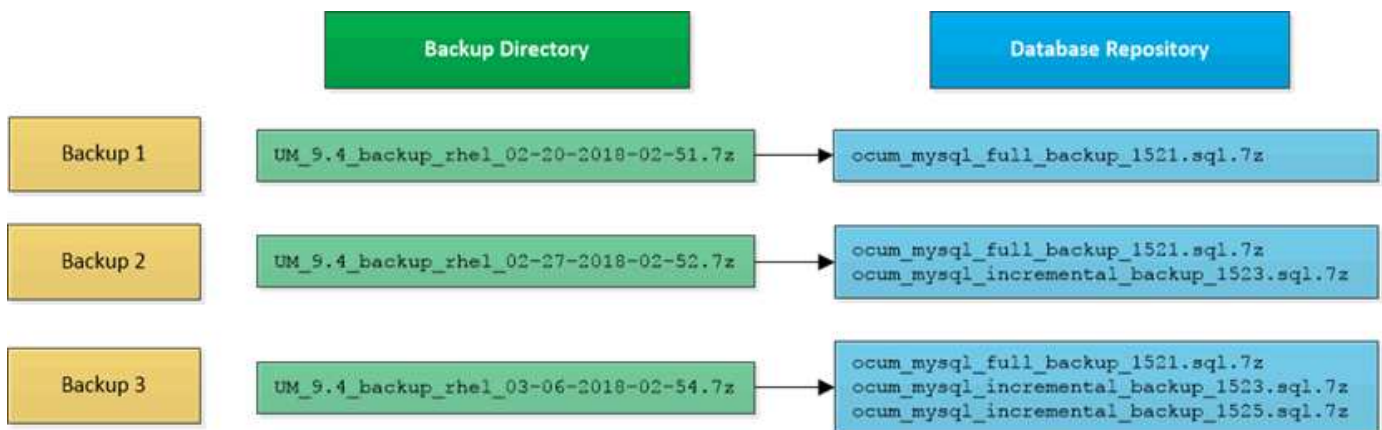 Backup Directory
Database Repository
Backup 1
UM_9.4_backup_rhel_02-20-2018-02-51.7z
ocum_mysql_full_backup_1521.sql.7z
Backup 2
UM_9.4_backup_rhel_02-27-2018-02-52.7z
ocum_mysql_full_backup_1521.sql.7z
ocum_mysql_incremental_backup_1523.sql.7z
Backup 3
UM_9.4_backup_rhel_03-06-2018-02-54.7z
ocum_mysql_full_backup_1521.sql.7z
ocum_mysql_incremental_backup_1523.sql.7z
ocum_mysql_incremental_backup_1525.sql.7z